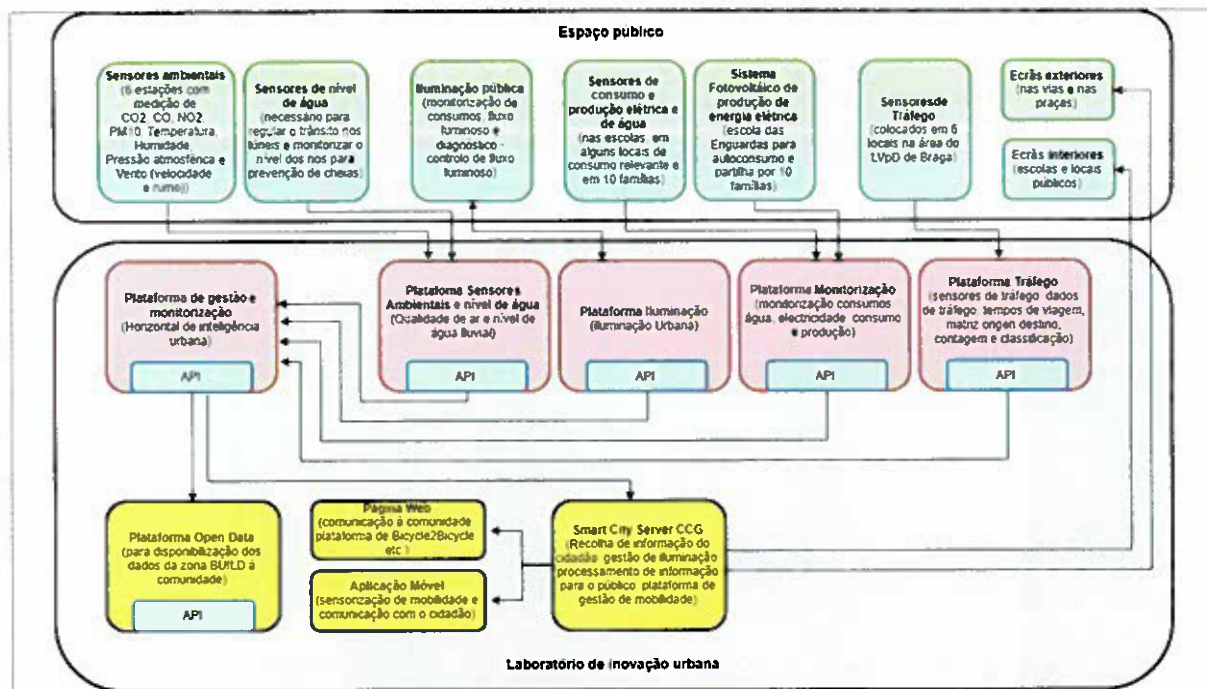 Espaço público
Sensores ambientais
(6 estações com
medição de
CO2, CO, NO2,
PM10, Temperatura,
Humidade,
Pressão atmosférica e
Vento (velocidade
e rumo))
Sensores de nível
de água
(necessário para
regular o trânsito nos
túneis e monitorizar o
nível dos rios para
prevenção de cheias)
Iluminação pública
(monitorização de
consumos, fluxo
luminoso e
diagnóstico -
controlo de fluxo
luminoso)
Sensores de
consumo e
produção elétrica e
de água
(nas escolas, em
alguns locais de
consumo relevante e
em 10 famílias)
Sistema
Fotovoltáico de
produção de
energia elétrica
(escola das
Enguardas para
autoconsumo e
partilha por 10
famílias)
Sensoresde
Tráfego
(colocados em 6
locais na área do
LVpD de Braga)
Ecrãs exteriores
(nas vias e nas
praças)
Ecrãs interiores
(escolas e locais
públicos)
Plataforma de gestão e
monitorização
(Horizontal de inteligência
urbana)
API
Plataforma Sensores
Ambientais e nível de água
(Qualidade de ar e nível de
água fluvial)
API
Plataforma Iluminação
(Iluminação Urbana)
API
Plataforma Monitorização
(monitorização consumos
água, electricidade consumo
e produção)
API
Plataforma Tráfego
(sensores de tráfego dados
de tráfego, tempos de viagem,
matriz origen destino,
contagem e classificação)
API
Plataforma Open Data
(para disponibilização dos
dados da zona BUILD à
comunidade)
API
Página Web
(comunicação à comunidade
plataforma de Bicycle2Bicycle
etc.)
Aplicação Móvel
(sensorização de mobilidade e
comunicação com o cidadão)
Smart City Server CCG
(Recolha de informação do
cidadão gestão de iluminação
processamento de informação
para o público plataforma de
gestão de mobilidade)
Laboratório de inovação urbana